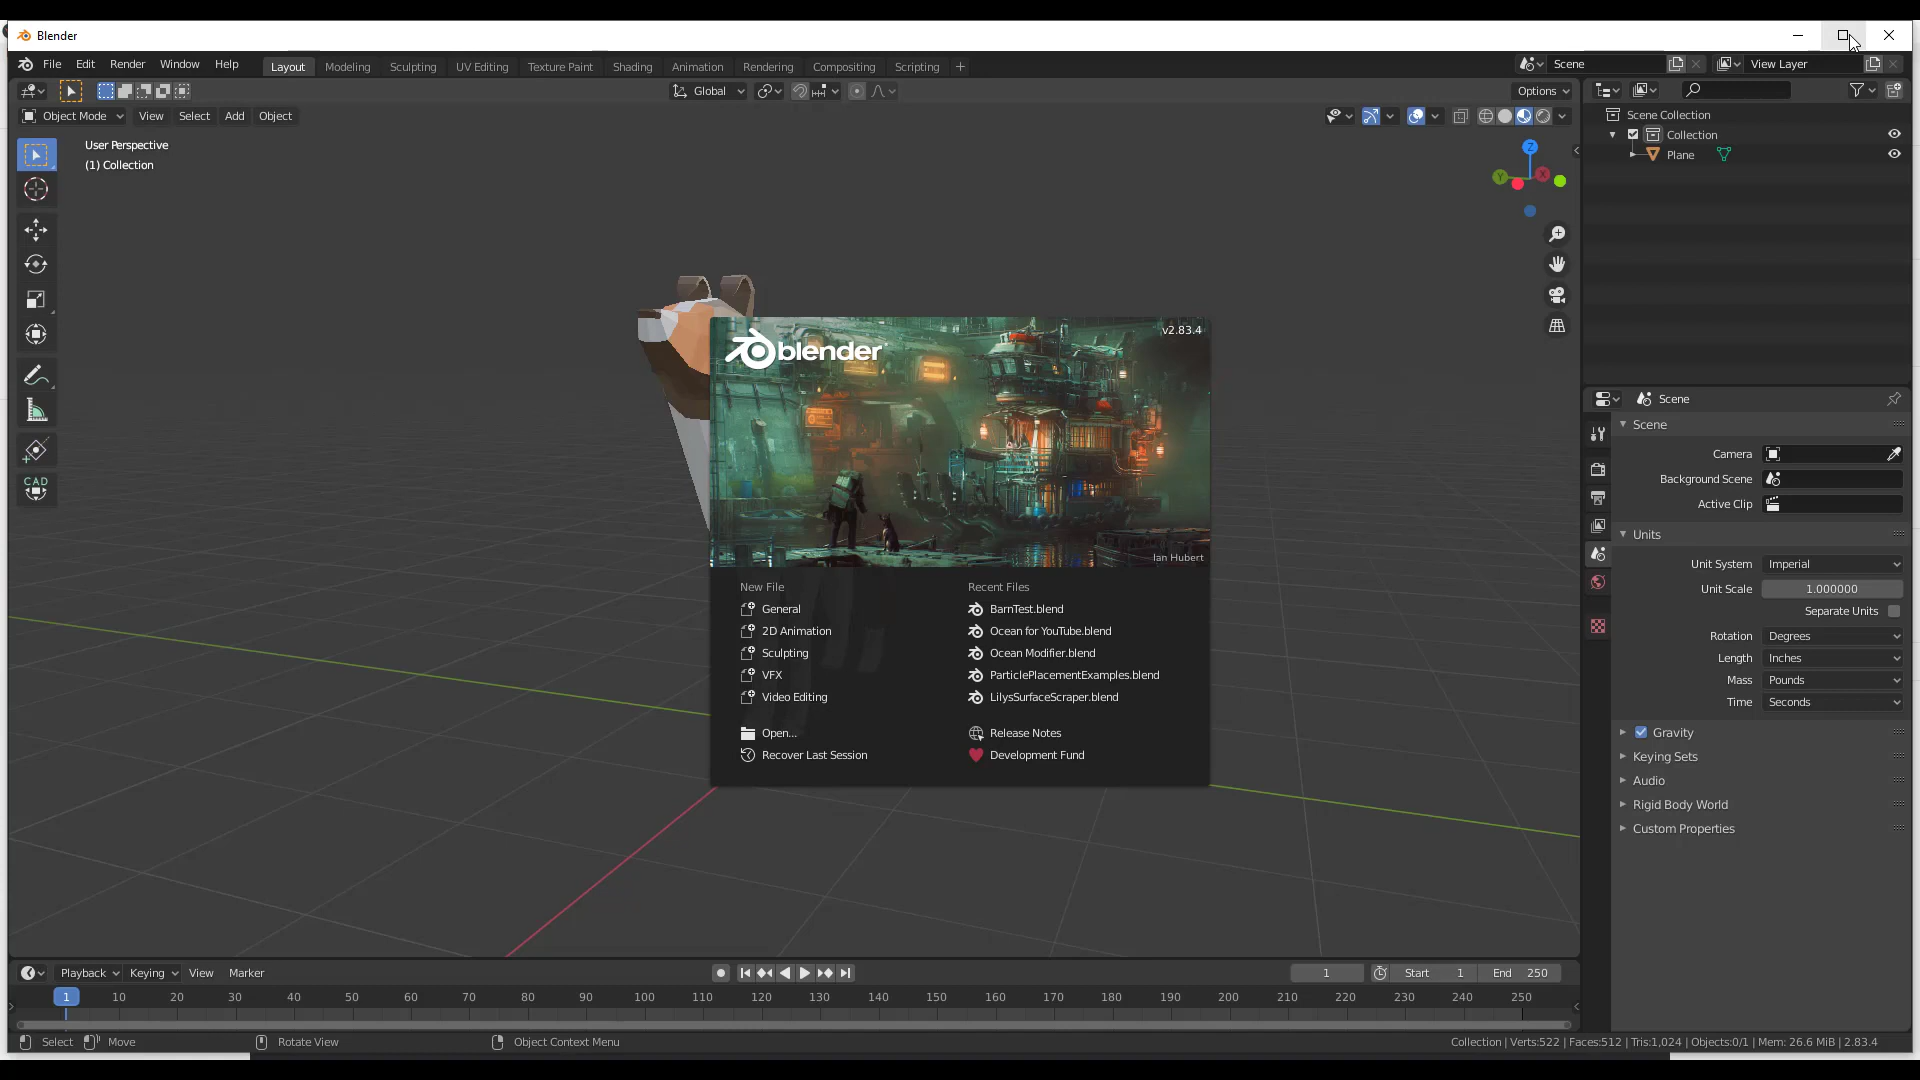 Blender
File Edit Render Window Help Layout Modeling Sculpting UV Editing Texture Paint Shading Animation Rendering Compositing Scripting + Scene View Layer
Global Options
Object Mode View Select Add Object
User Perspective
(1) Collection
Z
Y X
CAD
Scene Collection
Collection
Plane
blender
v2.83.4
Ian Hubert
New File
General
2D Animation
Sculpting
VFX
Video Editing
Open...
Recover Last Session
Recent Files
BarnTest.blend
Ocean for YouTube.blend
Ocean Modifier.blend
ParticlePlacementExamples.blend
LilysSurfaceScraper.blend
Release Notes
Development Fund
Scene
Scene
Camera
Background Scene
Active Clip
Units
Unit System Imperial
Unit Scale 1.000000
Separate Units
Rotation Degrees
Length Inches
Mass Pounds
Time Seconds
Gravity
Keying Sets
Audio
Rigid Body World
Custom Properties
Playback Keying View Marker 1 Start 1 End 250
1 10 20 30 40 50 60 70 80 90 100 110 120 130 140 150 160 170 180 190 200 210 220 230 240 250
Select Move Rotate View Object Context Menu Collection | Verts:522 | Faces:512 | Tris:1,024 | Objects:0/1 | Mem: 26.6 MiB | 2.83.4